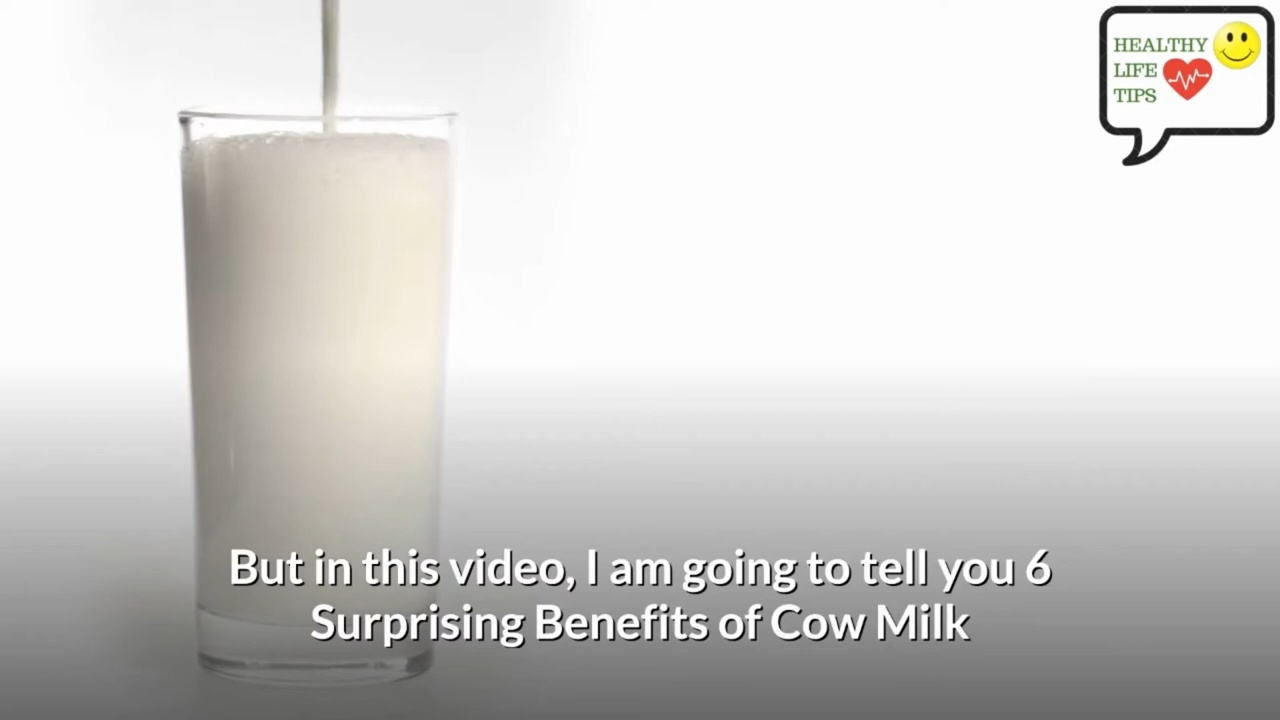 HEALTHY
LIFE
TIPS
But in this video, I am going to tell you 6
Surprising Benefits of Cow Milk